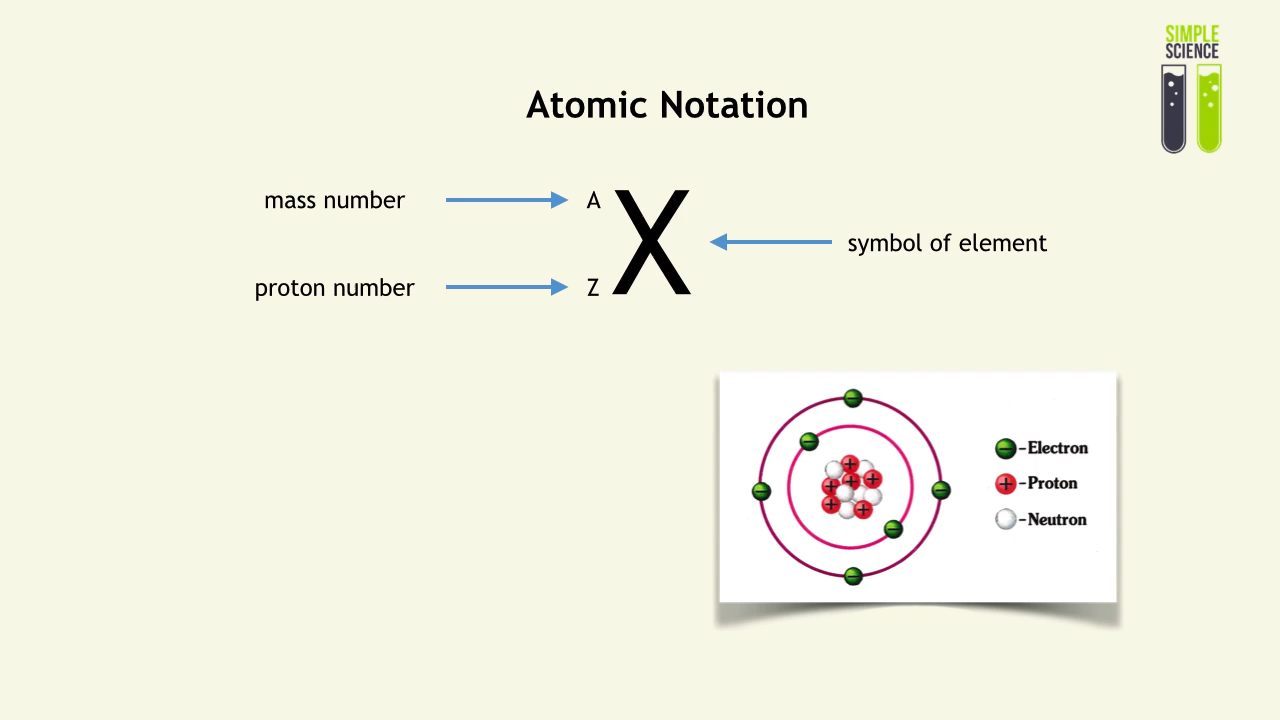 SIMPLE
SCIENCE
Atomic Notation
mass number
A
X
symbol of element
proton number
Z
-Electron
-Proton
-Neutron